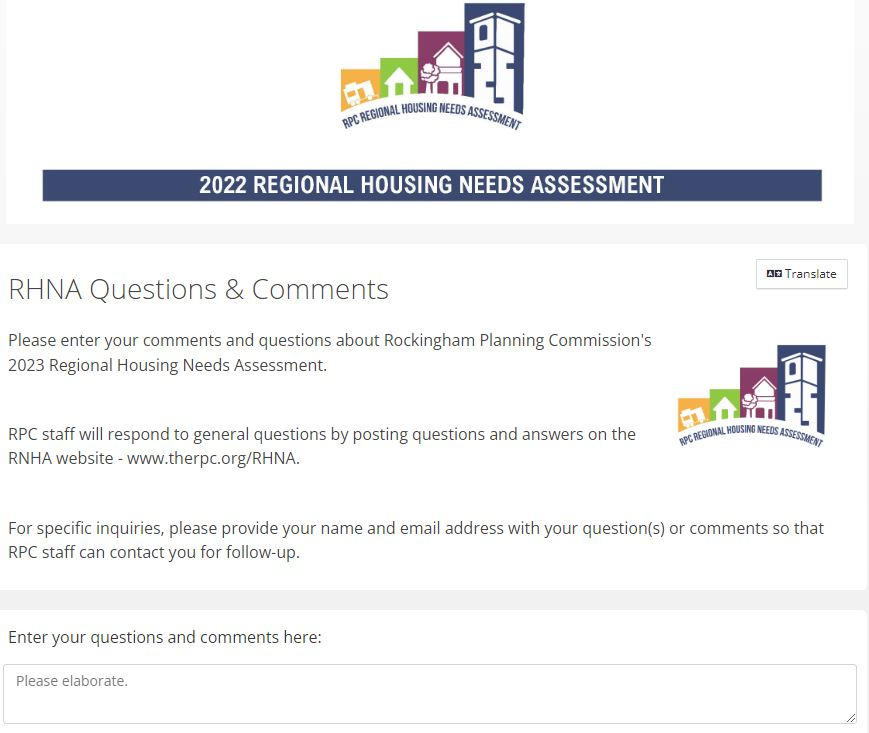 RPC REGIONAL HOUSING NEEDS ASSESSMENT
2022 REGIONAL HOUSING NEEDS ASSESSMENT
Translate
RHNA Questions & Comments
Please enter your comments and questions about Rockingham Planning Commission's
2023 Regional Housing Needs Assessment.
RPC REGIONAL HOUSING NEEDS ASSESSMENT
RPC staff will respond to general questions by posting questions and answers on the
RNHA website - www.therpc.org/RHNA.
For specific inquiries, please provide your name and email address with your question(s) or comments so that
RPC staff can contact you for follow-up.
Enter your questions and comments here:
Please elaborate.